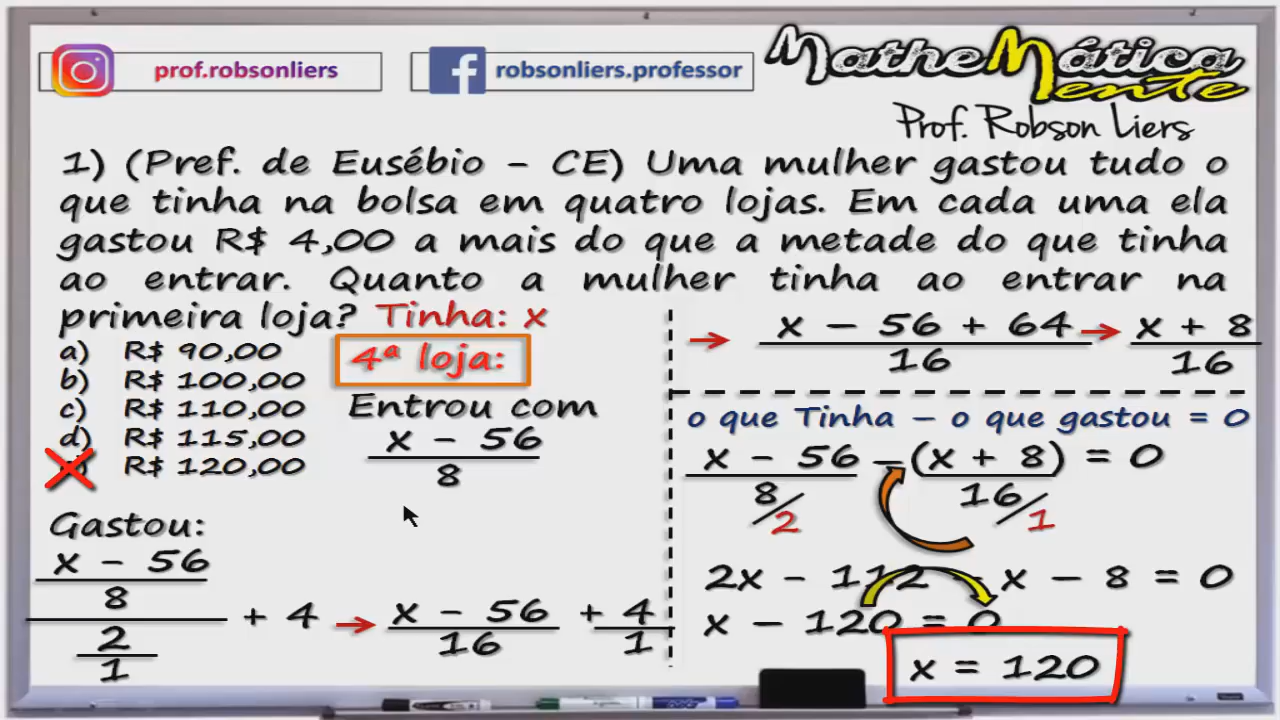 prof.robsonliers
robsonliers.professor
MatheMática
Mente
Prof. Robson Liers
1) (Pref. de Eusébio - CE) Uma mulher gastou tudo o
que tinha na bolsa em quatro lojas. Em cada uma ela
gastou R$ 4,00 a mais do que a metade do que tinha
ao entrar. Quanto a mulher tinha ao entrar na
primeira loja? Tinha: x
a) R$ 90,00
b) R$ 100,00
c) R$ 110,00
d) R$ 115,00
R$ 120,00
4ª loja:
Entrou com
x - 56
8
Gastou:
x - 56
8
2
1
+ 4 → x - 56 + 4
16 1
→ x - 56 + 64 → x + 8
16 16
o que Tinha - o que gastou = 0
x - 56 - (x + 8) = 0
8/2 16/1
2x - 112 - x - 8 = 0
x - 120 = 0
x = 120